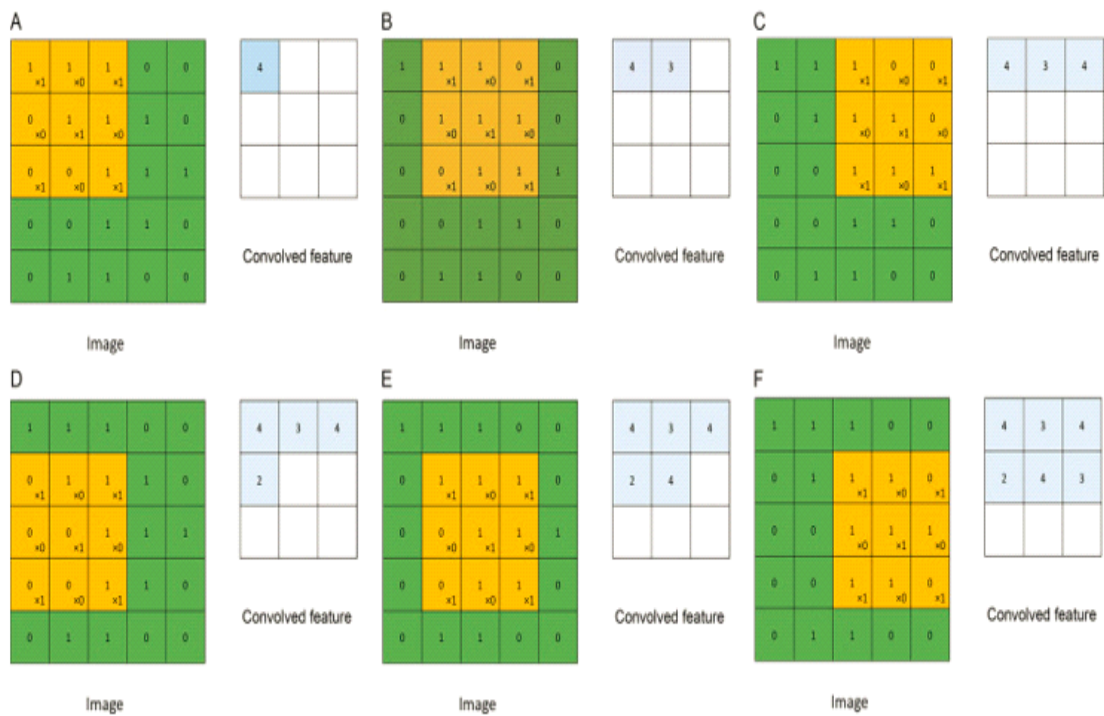 A
1 ×1 1 ×0 1 ×1 0 0
0 ×0 1 ×1 1 ×0 1 0
0 ×1 0 ×0 1 ×1 1 1
0 0 1 1 0
0 1 1 0 0
Image
4
Convolved feature
B
1 1 ×1 1 ×0 0 ×1 0
0 1 ×0 1 ×1 1 ×0 0
0 0 ×1 1 ×0 1 ×1 1
0 0 1 1 0
0 1 1 0 0
Image
4 3
Convolved feature
C
1 1 1 ×1 0 ×0 0 ×1
0 1 1 ×0 1 ×1 0 ×0
0 0 1 ×1 1 ×0 1 ×1
0 0 1 1 0
0 1 1 0 0
Image
4 3 4
Convolved feature
D
1 1 1 0 0
0 ×1 1 ×0 1 ×1 1 0
0 ×0 0 ×1 1 ×0 1 1
0 ×1 0 ×0 1 ×1 1 0
0 1 1 0 0
Image
4 3 4
2
Convolved feature
E
1 1 1 0 0
0 1 ×1 1 ×0 1 ×1 0
0 0 ×0 1 ×1 1 ×0 1
0 0 ×1 1 ×0 1 ×1 0
0 1 1 0 0
Image
4 3 4
2 4
Convolved feature
F
1 1 1 0 0
0 1 1 ×1 1 ×0 0 ×1
0 0 1 ×0 1 ×1 1 ×0
0 0 1 ×1 1 ×0 0 ×1
0 1 1 0 0
Image
4 3 4
2 4 3
Convolved feature